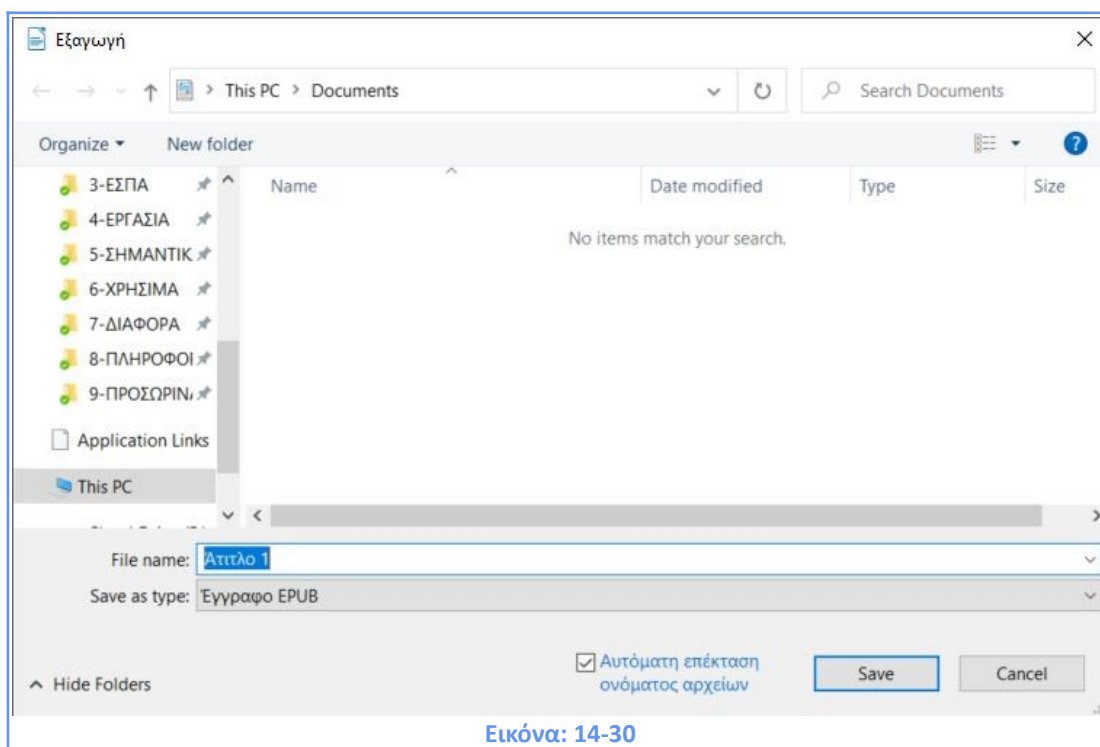 Εξαγωγή
This PC > Documents
Search Documents
Organize
New folder
Name
Date modified
Type
Size
3-ΕΣΠΑ
4-ΕΡΓΑΣΙΑ
5-ΣΗΜΑΝΤΙΚ
6-ΧΡΗΣΙΜΑ
7-ΔΙΑΦΟΡΑ
8-ΠΛΗΡΟΦΟΙ
9-ΠΡΟΣΩΡΙΝ
Application Links
This PC
No items match your search.
File name: Άτιτλο 1
Save as type: Έγγραφο EPUB
Αυτόματη επέκταση
ονόματος αρχείων
Save
Cancel
Hide Folders
Εικόνα: 14-30